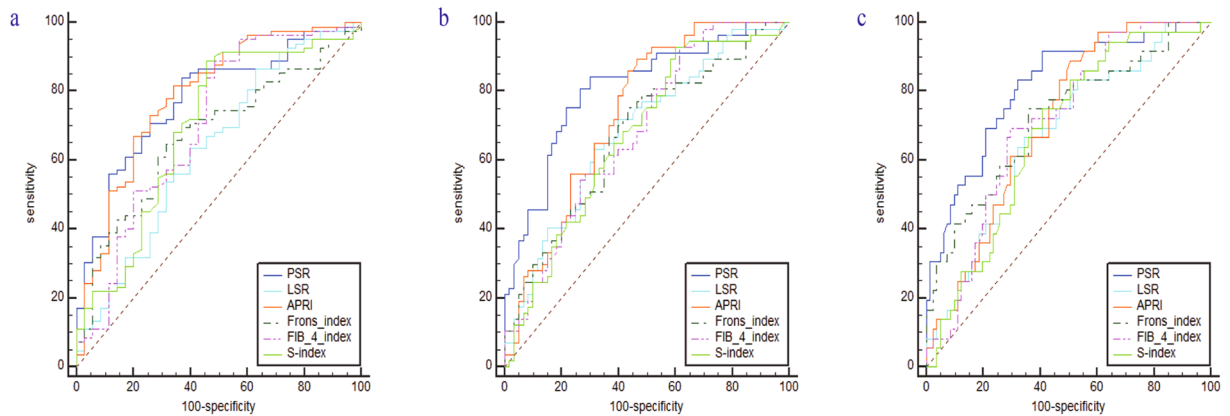 a
100
80
60
40
20
0
sensitivity
0 20 40 60 80 100
100-specificity
PSR
LSR
APRI
Frons_index
FIB_4_index
S-index
b
100
80
60
40
20
0
sensitivity
0 20 40 60 80 100
100-specificity
PSR
LSR
APRI
Frons_index
FIB_4_index
S-index
c
100
80
60
40
20
0
sensitivity
0 20 40 60 80 100
100-specificity
PSR
LSR
APRI
Frons_index
FIB_4_index
S-index